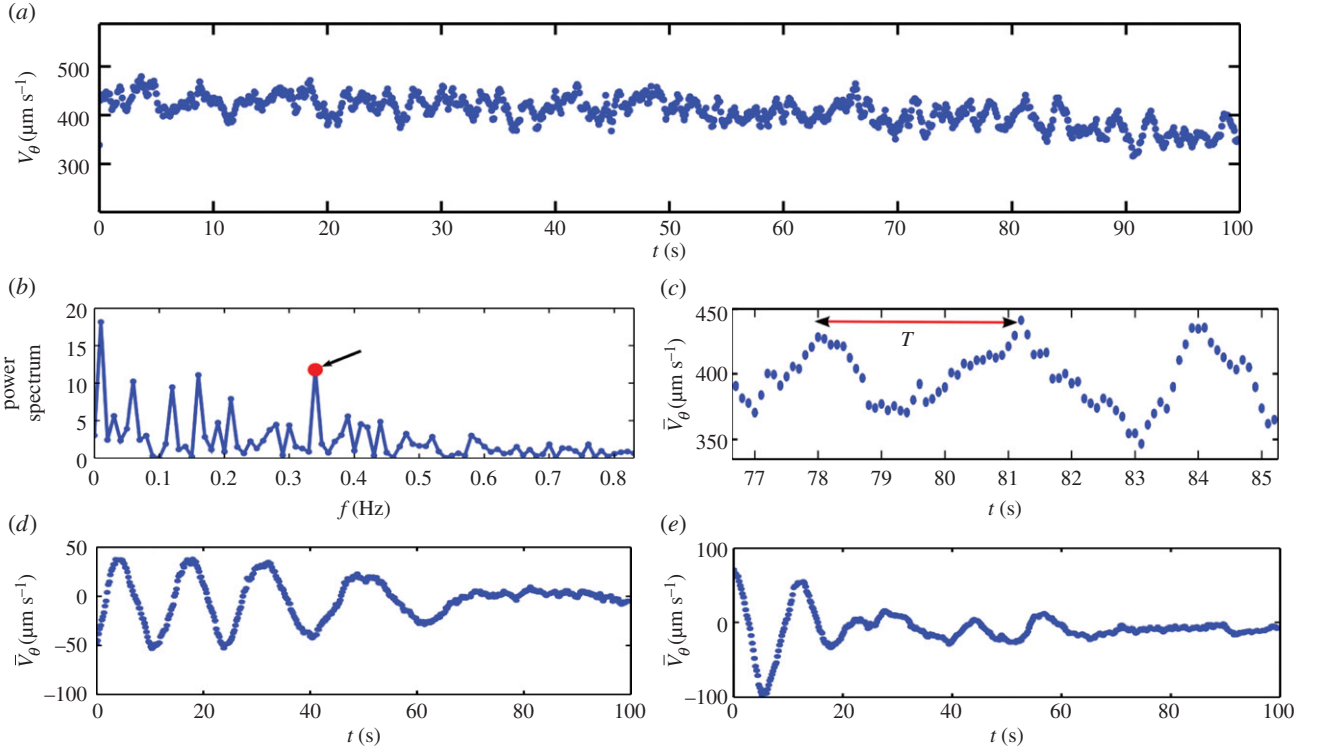 (a)
500
400
300
V_θ (µm s⁻¹)
0 10 20 30 40 50 60 70 80 90 100
t (s)
(b)
20
15
10
5
0
power
spectrum
0 0.1 0.2 0.3 0.4 0.5 0.6 0.7 0.8
f (Hz)
(c)
450
400
350
V̄_θ (µm s⁻¹)
T
77 78 79 80 81 82 83 84 85
t (s)
(d)
50
0
−50
−100
V̄_θ (µm s⁻¹)
0 20 40 60 80 100
t (s)
(e)
100
0
−100
V̄_θ (µm s⁻¹)
0 20 40 60 80 100
t (s)